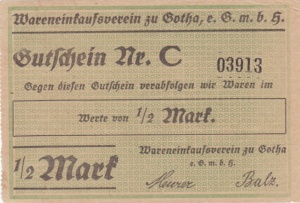 Wareneinkaufsverein zu Gotha, e. G. m. b. H.
Gutschein Nr. C 03913
Gegen diesen Gutschein verabfolgen wir Waren im
Werte von 1/2 Mark.
1/2 Mark
Wareneinkaufsverein zu Gotha
e. G. m. b. H.
Heurer Balz.